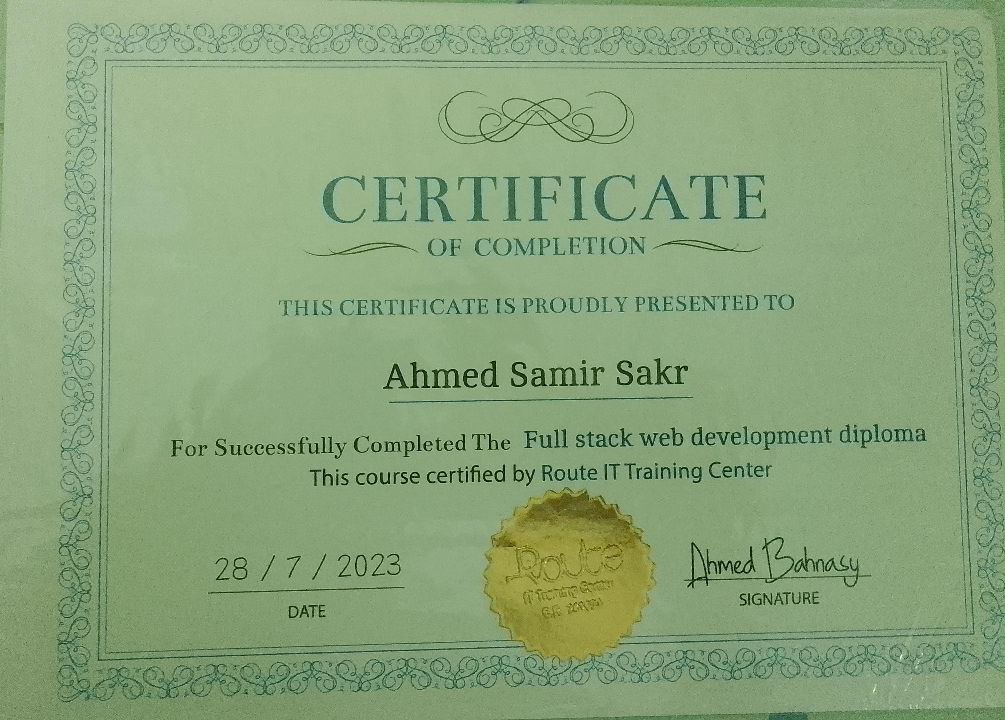 CERTIFICATE
OF COMPLETION
THIS CERTIFICATE IS PROUDLY PRESENTED TO
Ahmed Samir Sakr
For Successfully Completed The Full stack web development diploma
This course certified by Route IT Training Center
28 / 7 / 2023
DATE
Route
IT Training Center
Ahmed Bahnasy
SIGNATURE